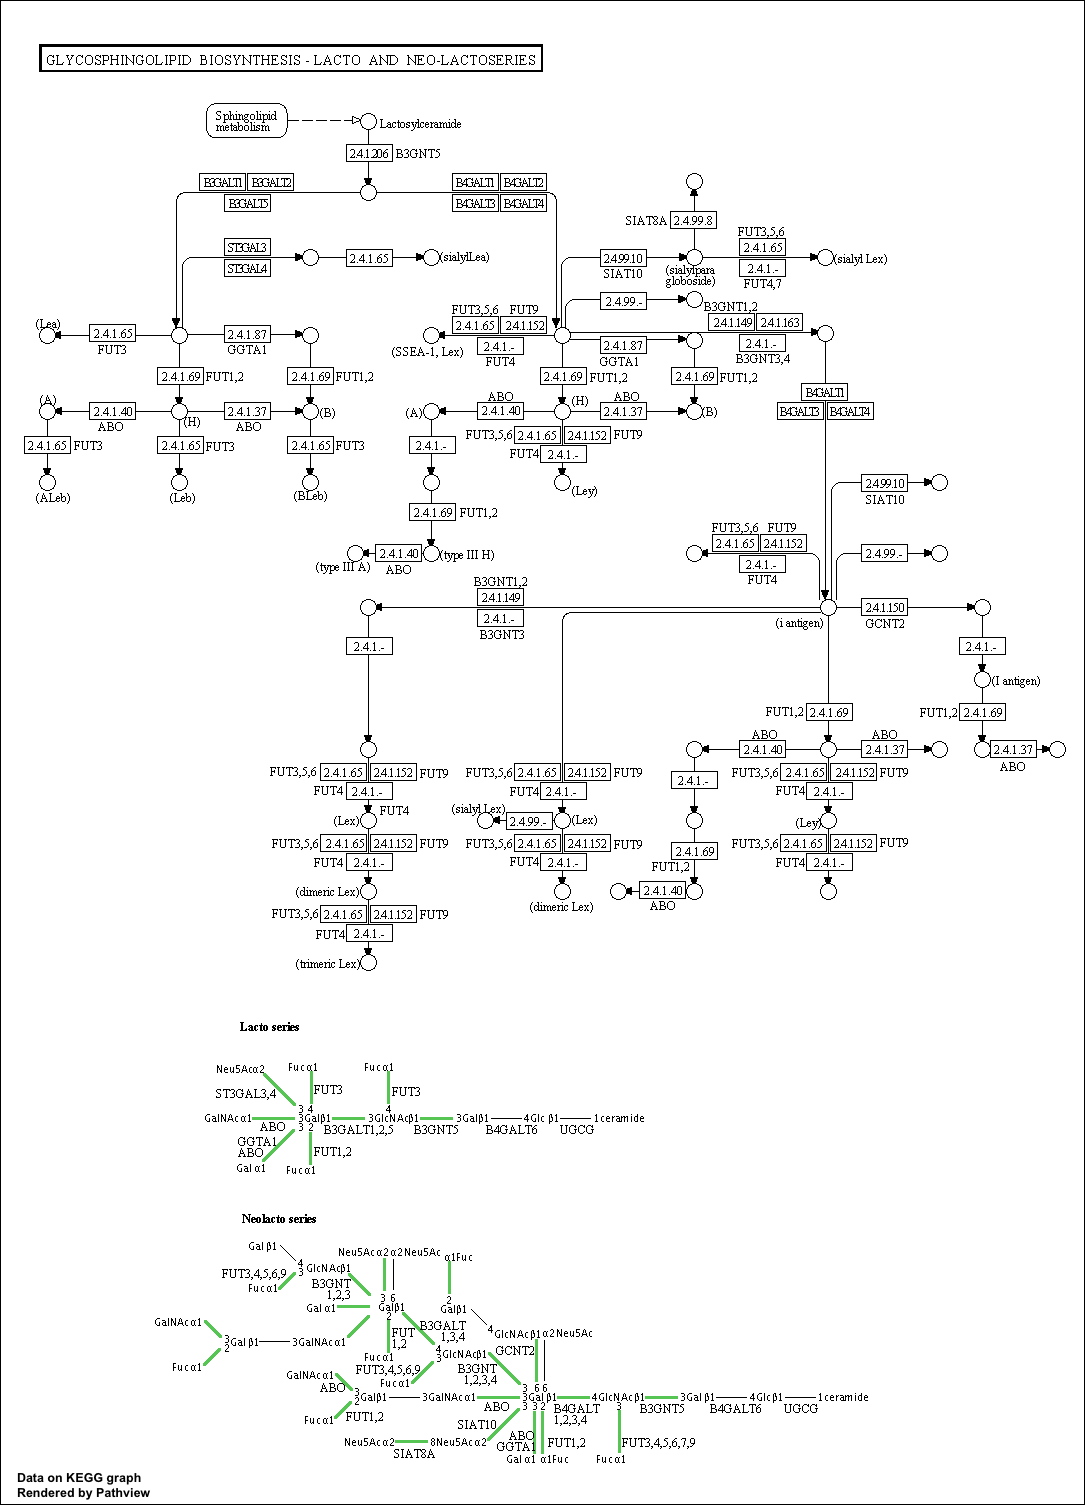 GLYCOSPHINGOLIPID BIOSYNTHESIS - LACTO AND NEO-LACTOSERIES
Sphingolipid
metabolism
Lactosylceramide
2.4.1.206 B3GNT5
B3GALT1 B3GALT2
B3GALT5
B4GALT1 B4GALT2
B4GALT3 B4GALT4
SIAT8A 2.4.99.8
ST3GAL3
ST3GAL4
2.4.1.65
(sialylLea)
2.4.99.10
SIAT10
(sialylpara
globoside)
FUT3,5,6
2.4.1.65
2.4.1.-
FUT4,7
(sialyl Lex)
2.4.99.-
(Lea)
2.4.1.65
FUT3
2.4.1.87
GGTA1
FUT3,5,6 FUT9
2.4.1.65 2.4.1.152
2.4.1.-
FUT4
(SSEA-1, Lex)
2.4.1.87
GGTA1
B3GNT1,2
2.4.1.149 2.4.1.163
2.4.1.-
B3GNT3,4
2.4.1.69 FUT1,2
2.4.1.69 FUT1,2
2.4.1.69 FUT1,2
2.4.1.69 FUT1,2
B4GALT1
B4GALT3 B4GALT4
(A)
2.4.1.40
ABO
(H)
2.4.1.37
ABO
(B)
(A)
ABO
2.4.1.40
(H)
ABO
2.4.1.37
(B)
2.4.1.65 FUT3
2.4.1.65 FUT3
2.4.1.65 FUT3
2.4.1.-
FUT3,5,6 2.4.1.65 2.4.1.152 FUT9
FUT4 2.4.1.-
(ALeb)
(Leb)
(BLeb)
(Ley)
2.4.99.10
SIAT10
2.4.1.69 FUT1,2
FUT3,5,6 FUT9
2.4.1.65 2.4.1.152
2.4.1.-
FUT4
2.4.99.-
(type III A)
2.4.1.40
ABO
(type III H)
B3GNT1,2
2.4.1.149
2.4.1.-
B3GNT3
(i antigen)
2.4.1.150
GCNT2
2.4.1.-
2.4.1.-
(I antigen)
FUT1,2 2.4.1.69
FUT1,2 2.4.1.69
ABO
2.4.1.40
ABO
2.4.1.37
2.4.1.37
ABO
FUT3,5,6 2.4.1.65 2.4.1.152 FUT9
FUT4 2.4.1.-
FUT4
FUT3,5,6 2.4.1.65 2.4.1.152 FUT9
FUT4 2.4.1.-
2.4.1.-
FUT3,5,6 2.4.1.65 2.4.1.152 FUT9
FUT4 2.4.1.-
(Lex)
(sialyl Lex)
2.4.99.-
(Lex)
(Ley)
FUT3,5,6 2.4.1.65 2.4.1.152 FUT9
FUT4 2.4.1.-
FUT3,5,6 2.4.1.65 2.4.1.152 FUT9
FUT4 2.4.1.-
2.4.1.69
FUT1,2
FUT3,5,6 2.4.1.65 2.4.1.152 FUT9
FUT4 2.4.1.-
(dimeric Lex)
(dimeric Lex)
2.4.1.40
ABO
FUT3,5,6 2.4.1.65 2.4.1.152 FUT9
FUT4 2.4.1.-
(trimeric Lex)
Lacto series
Neu5Acα2
Fucα1
Fucα1
ST3GAL3,4
FUT3
FUT3
3 4
4
GalNAcα1
3Galβ1
3GlcNAcβ1
3Galβ1
4Glcβ1
1ceramide
3 2
ABO
B3GALT1,2,5
B3GNT5
B4GALT6
UGCG
GGTA1
ABO
FUT1,2
Galα1
Fucα1
Neolacto series
Galβ1
Neu5Acα2 α2Neu5Ac
α1Fuc
4
3
GlcNAcβ1
FUT3,4,5,6,9
Fucα1
B3GNT
1,2,3
3 6
Galα1
Galβ1
2
2
Galβ1
GalNAcα1
B3GALT
1,3,4
FUT
1,2
4
GlcNAcβ1 α2Neu5Ac
3
2
Galβ1
3GalNAcα1
GCNT2
Fucα1
Fucα1
4
3
GlcNAcβ1
FUT3,4,5,6,9
B3GNT
1,2,3,4
Fucα1
GalNAcα1
ABO
3
2
Galβ1
3GalNAcα1
3 6 6
3Galβ1
3 3 2
4GlcNAcβ1
3
3Galβ1
4Glcβ1
1ceramide
ABO
B4GALT
1,2,3,4
B3GNT5
B4GALT6
UGCG
FUT1,2
Fucα1
SIAT10
ABO
GGTA1
FUT1,2
FUT3,4,5,6,7,9
Neu5Acα2
8Neu5Acα2
SIAT8A
Galα1 α1Fuc
Fucα1
Data on KEGG graph
Rendered by Pathview